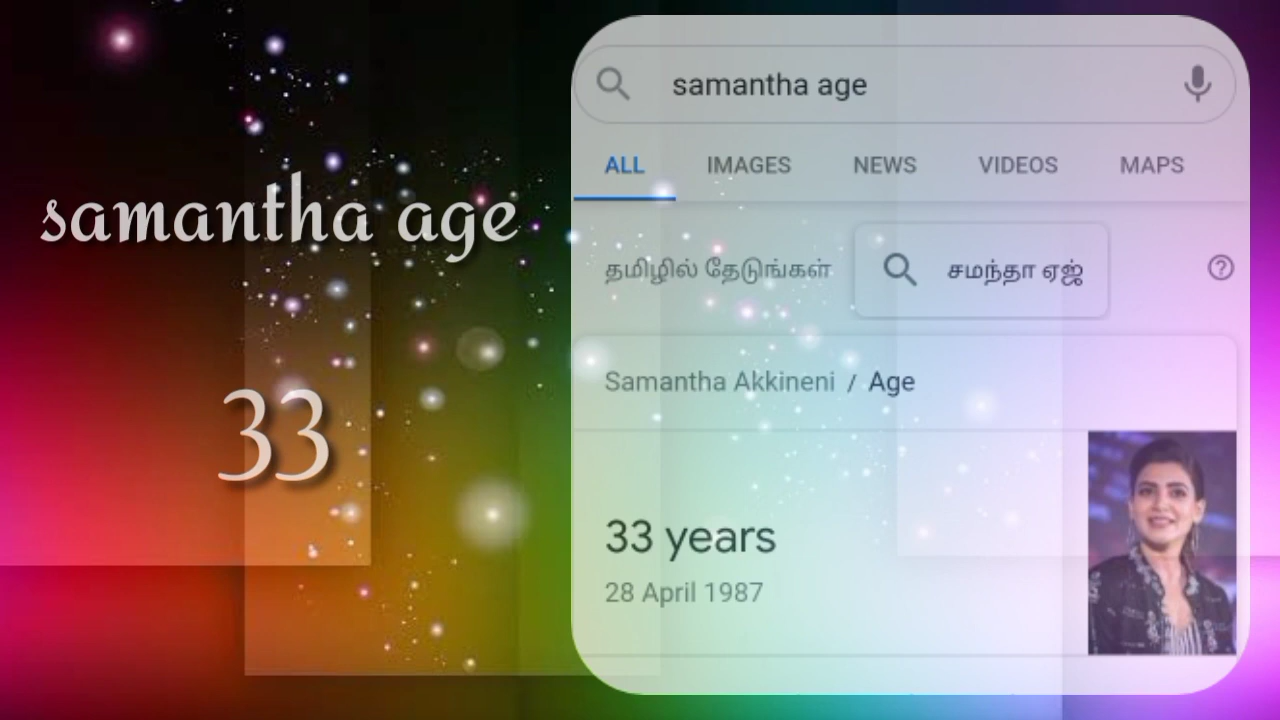 samantha age
33
samantha age
ALL IMAGES NEWS VIDEOS MAPS
தமிழில் தேடுங்கள் சமந்தா ஏஜ்
Samantha Akkineni / Age
33 years
28 April 1987